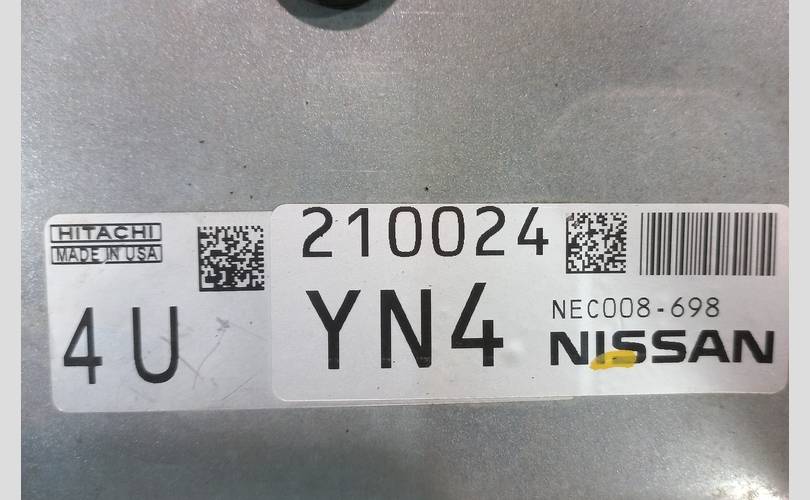 HITACHI
MADE IN USA
4U
210024
YN4
NEC008-698
NISSAN